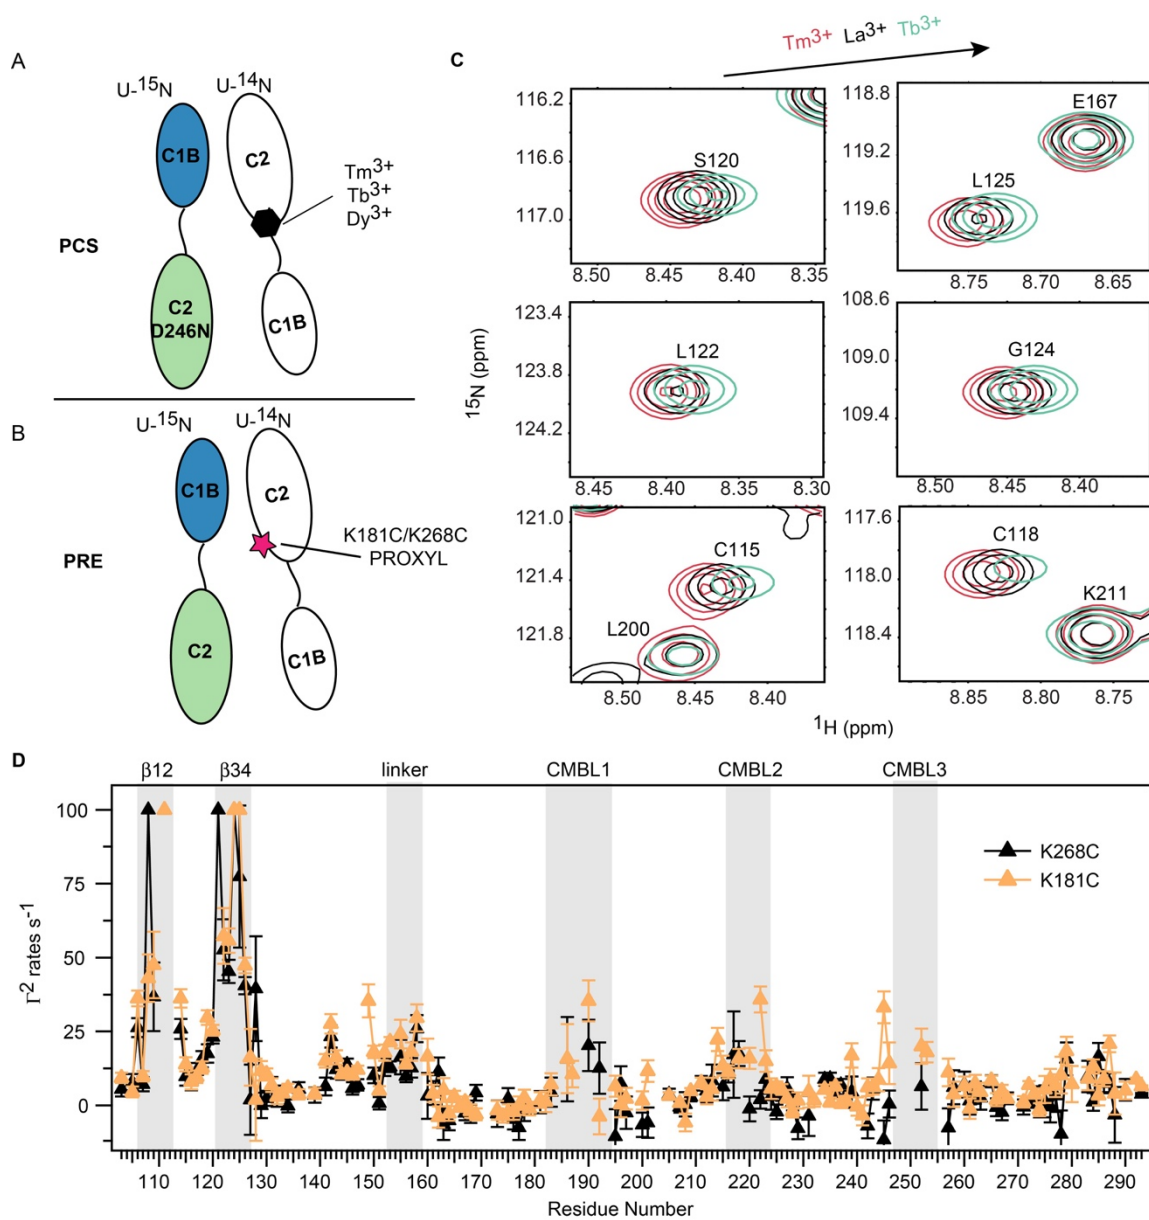 A
U-15N
U-14N
C1B
C2
Tm3+
Tb3+
Dy3+
PCS
C2
D246N
C1B
B
U-15N
U-14N
C1B
C2
K181C/K268C
PROXYL
PRE
C2
C1B
C
Tm3+ La3+ Tb3+
116.2
116.6
117.0
S120
8.50 8.45 8.40 8.35
118.8
119.2
119.6
E167
L125
8.75 8.70 8.65
123.4
123.8
124.2
L122
8.45 8.40 8.35 8.30
108.6
109.0
109.4
G124
8.50 8.45 8.40 8.35
121.0
121.4
121.8
C115
L200
8.50 8.45 8.40
117.6
118.0
118.4
C118
K211
8.85 8.80 8.75
15N (ppm)
1H (ppm)
D
β12 β34 linker CMBL1 CMBL2 CMBL3
100
75
50
25
0
Γ2 rates s-1
K268C
K181C
110 120 130 140 150 160 170 180 190 200 210 220 230 240 250 260 270 280 290
Residue Number